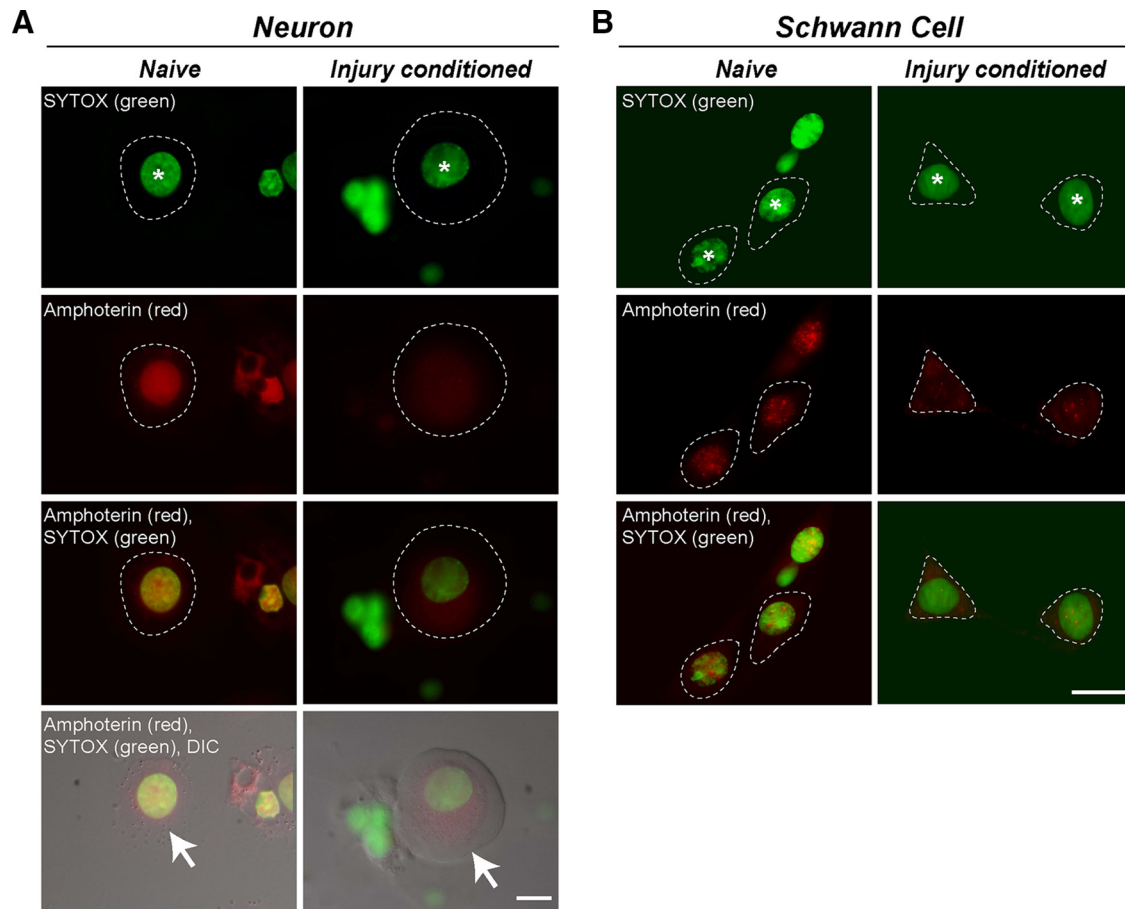 A
Neuron
Naive
Injury conditioned
SYTOX (green)
Amphoterin (red)
Amphoterin (red),
SYTOX (green)
Amphoterin (red),
SYTOX (green), DIC
B
Schwann Cell
Naive
Injury conditioned
SYTOX (green)
*
*
*
*
*
*
Amphoterin (red)
Amphoterin (red),
SYTOX (green)